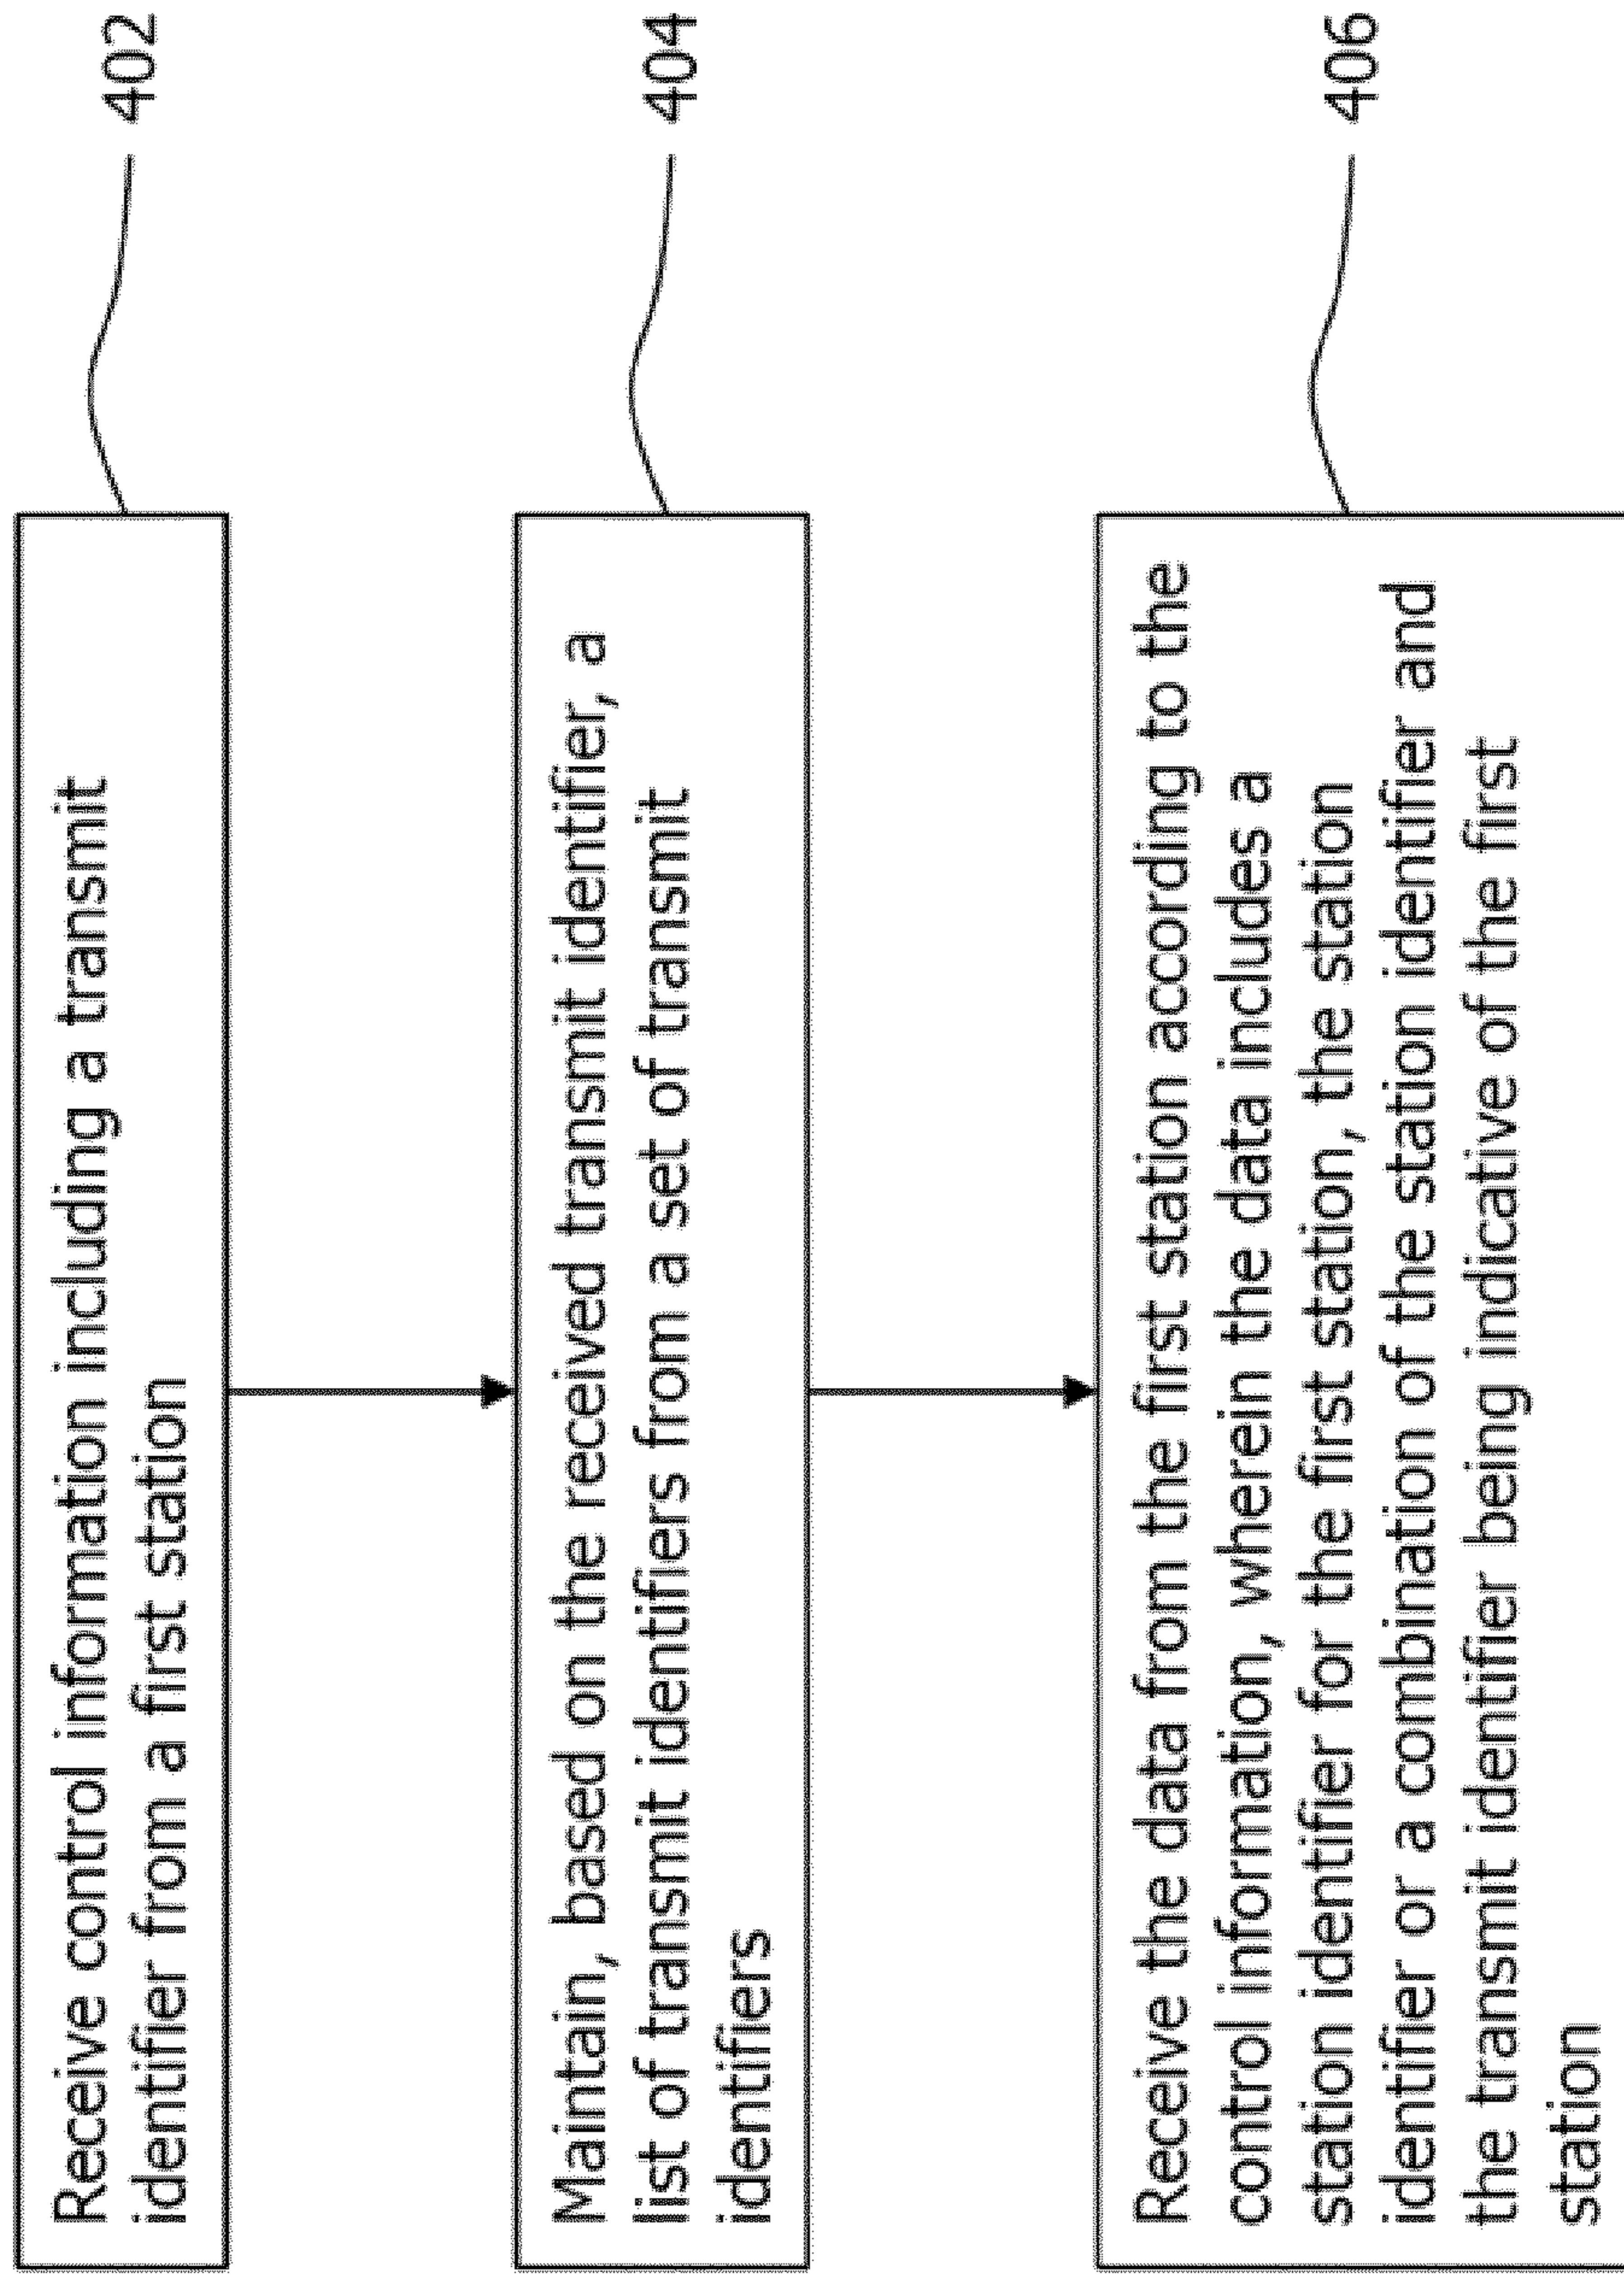 Receive control information including a transmit
identifier from a first station
402
Maintain, based on the received transmit identifier, a
list of transmit identifiers from a set of transmit
identifiers
404
Receive the data from the first station according to the
control information, wherein the data includes a
station identifier for the first station, the station
identifier or a combination of the station identifier and
the transmit identifier being indicative of the first
station
406